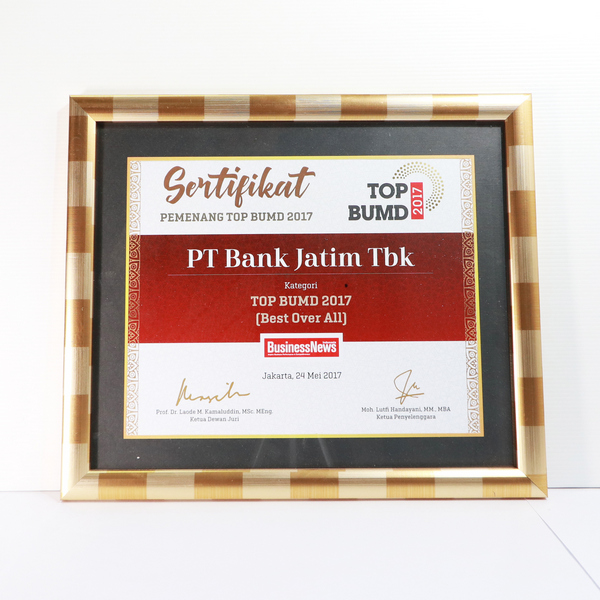 Sertifikat
PEMENANG TOP BUMD 2017
TOP
BUMD
2017
PT Bank Jatim Tbk
Kategori
TOP BUMD 2017
(Best Over All)
BusinessNews
Jakarta, 24 Mei 2017
Prof. Dr. Laode M. Kamaluddin, MSc. MEng.
Ketua Dewan Juri
Moh. Lutfi Handayani, MM., MBA
Ketua Penyelenggara